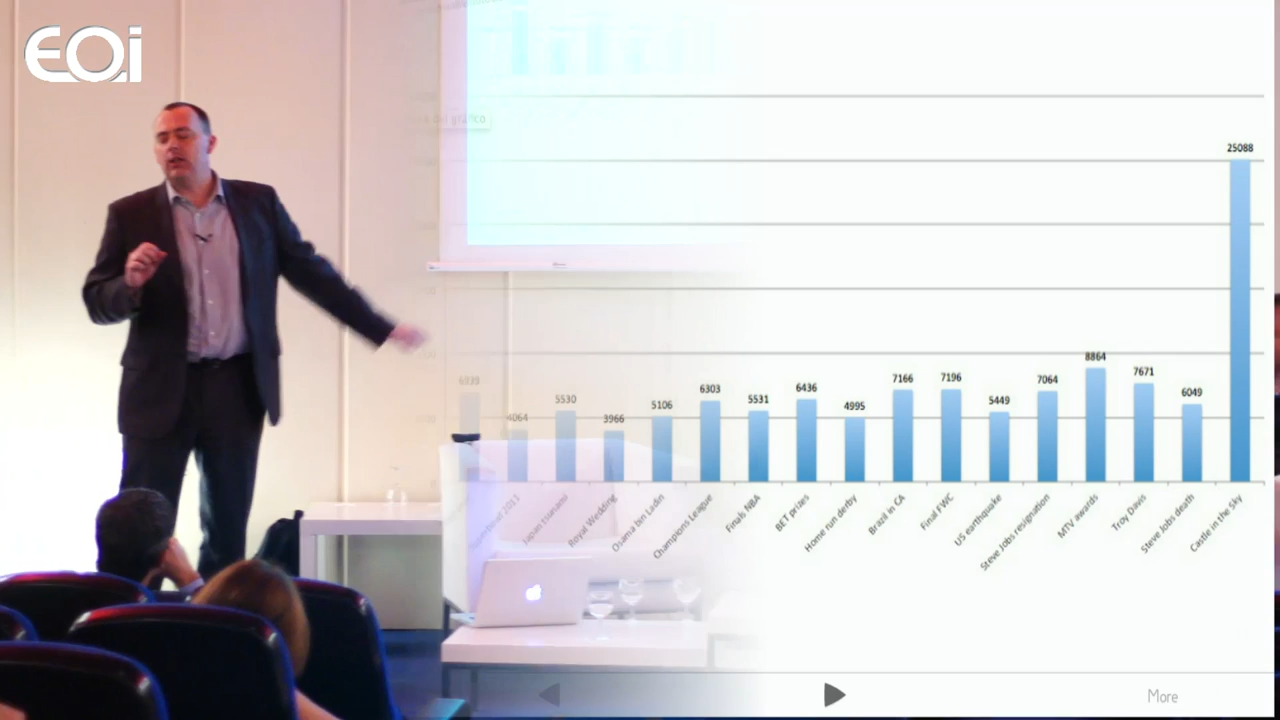 EOi
del gráfico
25088
8864
7671
7166
7196
7064
6339
6303
6436
6049
5530
5531
5449
5106
4995
4064
3966
Japan tsunami
Royal Wedding
Osama bin Ladin
Champions League
Finals NBA
BET prizes
Home run derby
Brazil in CA
Final FWC
US earthquake
Steve Jobs resignation
MTV awards
Troy Davis
Steve Jobs death
Castle in the Sky
More